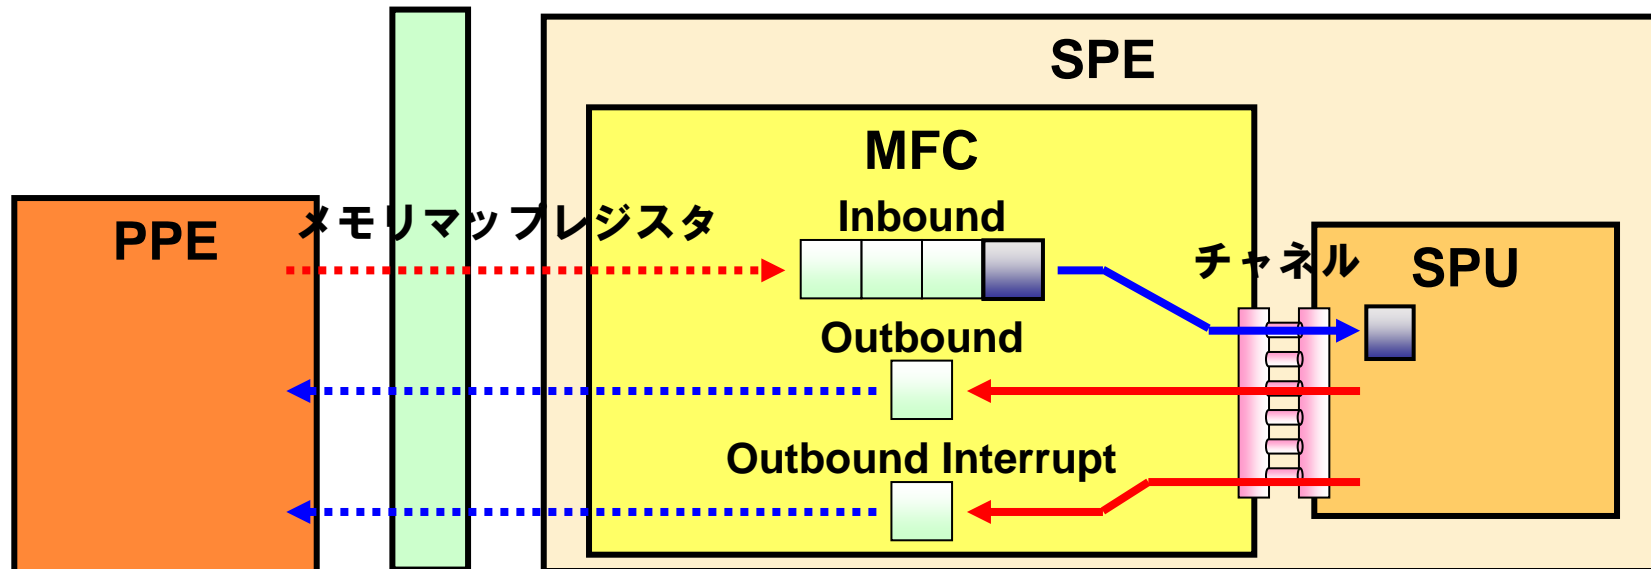 SPE
MFC
PPE
メモリマップレジスタ
Inbound
チャネル
SPU
Outbound
Outbound Interrupt